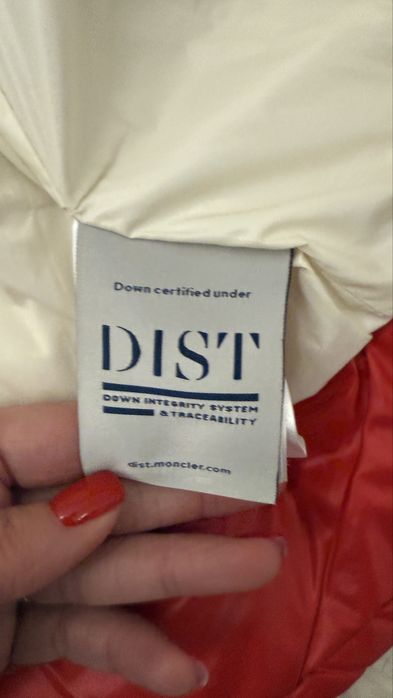 Down certified under
DIST
DOWN INTEGRITY SYSTEM
& TRACEABILITY
dist.moncler.com